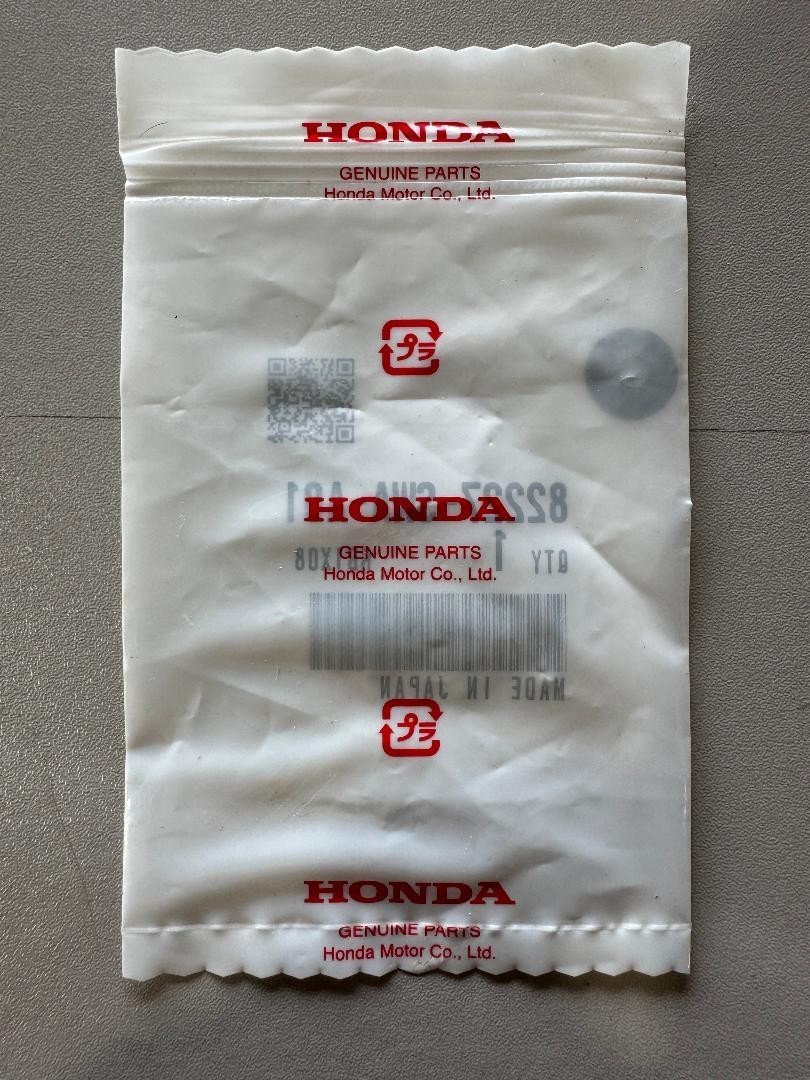 HONDA
GENUINE PARTS
Honda Motor Co., Ltd.
プラ
HONDA
GENUINE PARTS
Honda Motor Co., Ltd.
QTY 1
MADE IN JAPAN
プラ
HONDA
GENUINE PARTS
Honda Motor Co., Ltd.